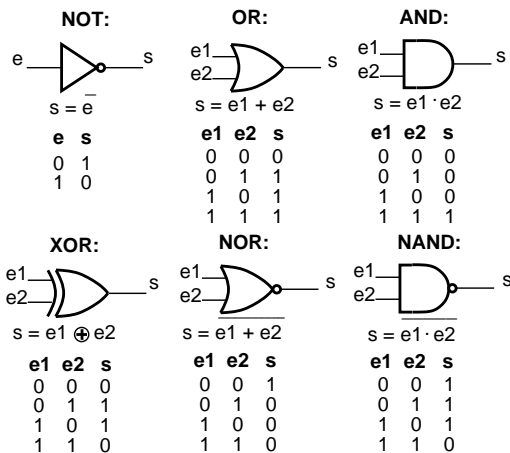 NOT:
e s
s = e̅
e s
0 1
1 0
OR:
e1
e2 s
s = e1 + e2
e1 e2 s
0 0 0
0 1 1
1 0 1
1 1 1
AND:
e1
e2 s
s = e1 · e2
e1 e2 s
0 0 0
0 1 0
1 0 0
1 1 1
XOR:
e1 s
e2
s = e1 ⊕ e2
e1 e2 s
0 0 0
0 1 1
1 0 1
1 1 0
NOR:
e1 s
e2
s = e̅1̅ ̅+̅ ̅e̅2̅
e1 e2 s
0 0 1
0 1 0
1 0 0
1 1 0
NAND:
e1 s
e2
s = e̅1̅ ̅·̅ ̅e̅2̅
e1 e2 s
0 0 1
0 1 1
1 0 1
1 1 0